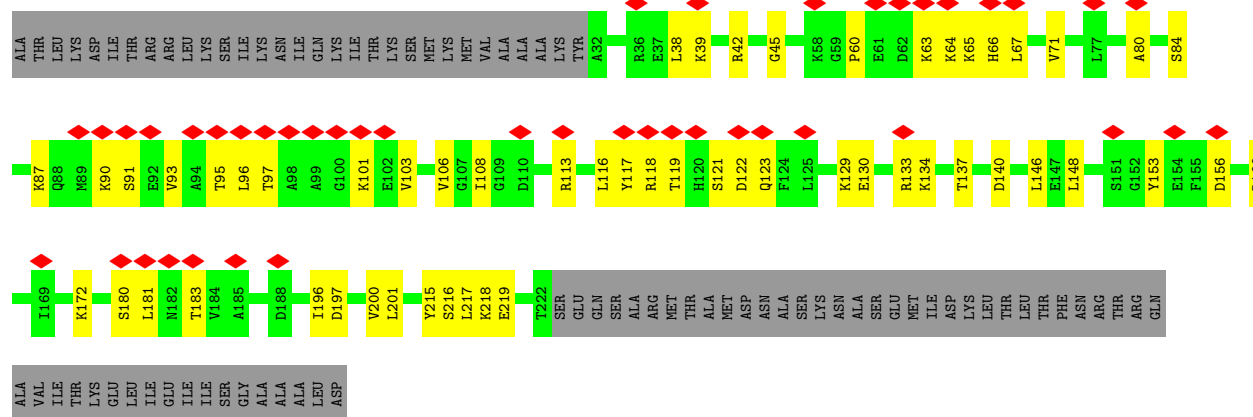 ALA THR LEU LYS ASP ILE THR ARG ARG LEU LYS SER ILE LYS ASN ILE GLN LYS ILE THR LYS SER MET LYS MET VAL ALA ALA ALA LYS TYR A32 R36 E37 L38 K39 R42 G45 K58 G59 P60 E61 D62 K63 K64 K65 H66 L67 V71 L77 A80 S84
K87 Q88 M89 K90 S91 E92 V93 A94 T95 L96 T97 A98 A99 G100 K101 E102 V103 V106 G107 I108 G109 D110 R113 L116 Y117 R118 T119 H120 S121 D122 Q123 F124 L125 K129 E130 R133 K134 T137 D140 L146 E147 L148 S151 G152 Y153 E154 F155 D156
I169 K172 S180 L181 N182 T183 V184 A185 D188 I196 D197 V200 L201 Y215 S216 L217 K218 E219 T222 SER GLU GLN SER ALA ARG MET THR ALA MET ASP ASN ALA SER LYS ASN ALA SER GLU MET ILE ASP LYS LEU THR LEU THR PHE ASN ARG THR ARG GLN
ALA VAL ILE THR LYS GLU LEU ILE GLU ILE ILE SER GLY ALA ALA ALA LEU ASP